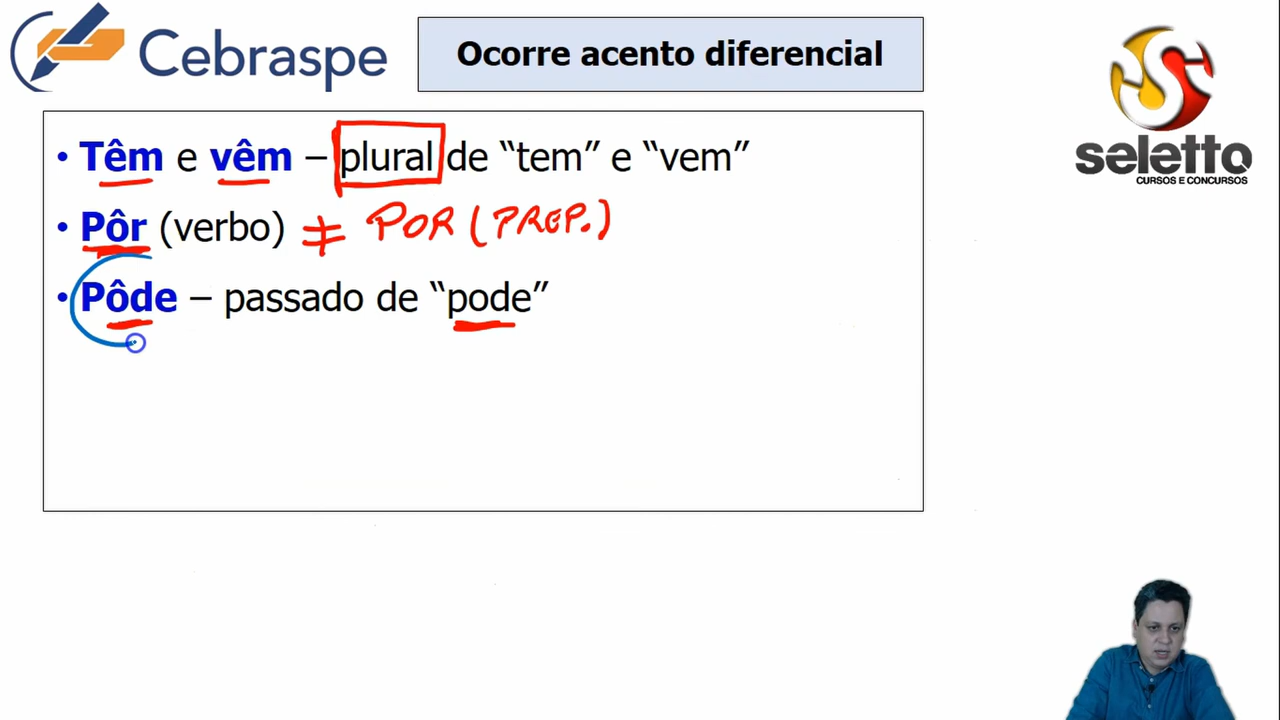 Cebraspe
Ocorre acento diferencial
seletto
CURSOS E CONCURSOS
• Têm e vêm – plural de “tem” e “vem”
• Pôr (verbo) ≠ POR (PREP.)
• Pôde – passado de “pode”